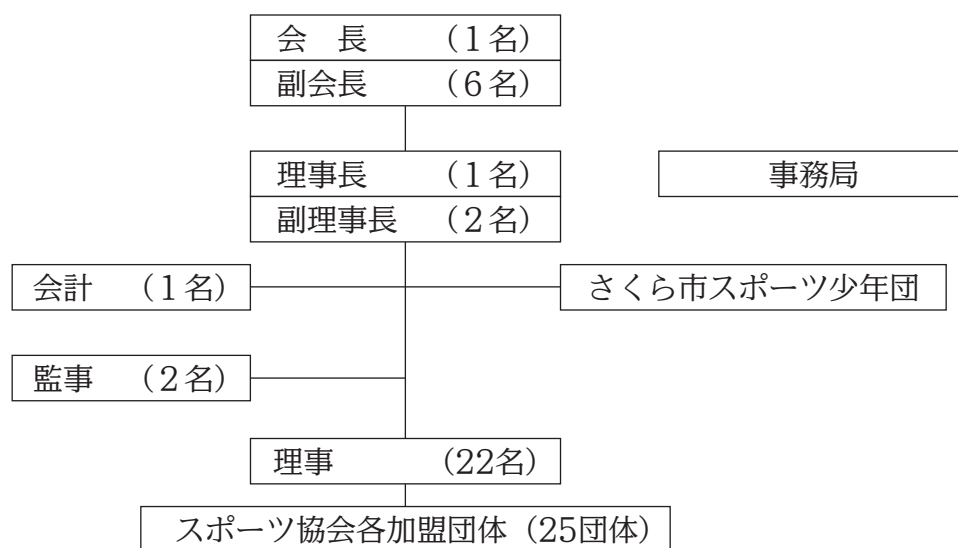 会　長　　（１名）
副会長　　（６名）
理事長　　（１名）
事務局
副理事長　（２名）
会計　（１名）
さくら市スポーツ少年団
監事　（２名）
理事　　　（22名）
スポーツ協会各加盟団体（25団体）